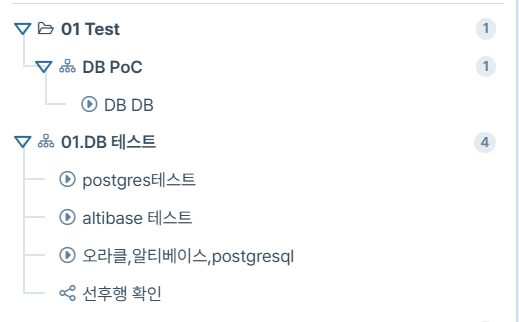 01 Test 1
DB PoC 1
DB DB
01.DB 테스트 4
postgres테스트
altibase 테스트
오라클,알티베이스,postgresql
선후행 확인